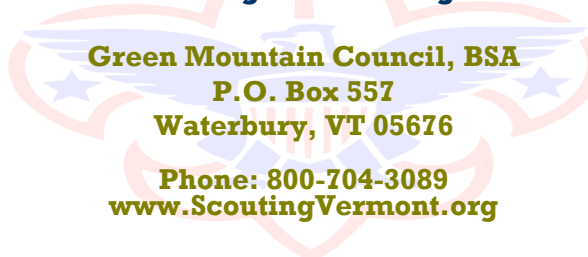 Green Mountain Council, BSA
P.O. Box 557
Waterbury, VT 05676
Phone: 800-704-3089
www.ScoutingVermont.org